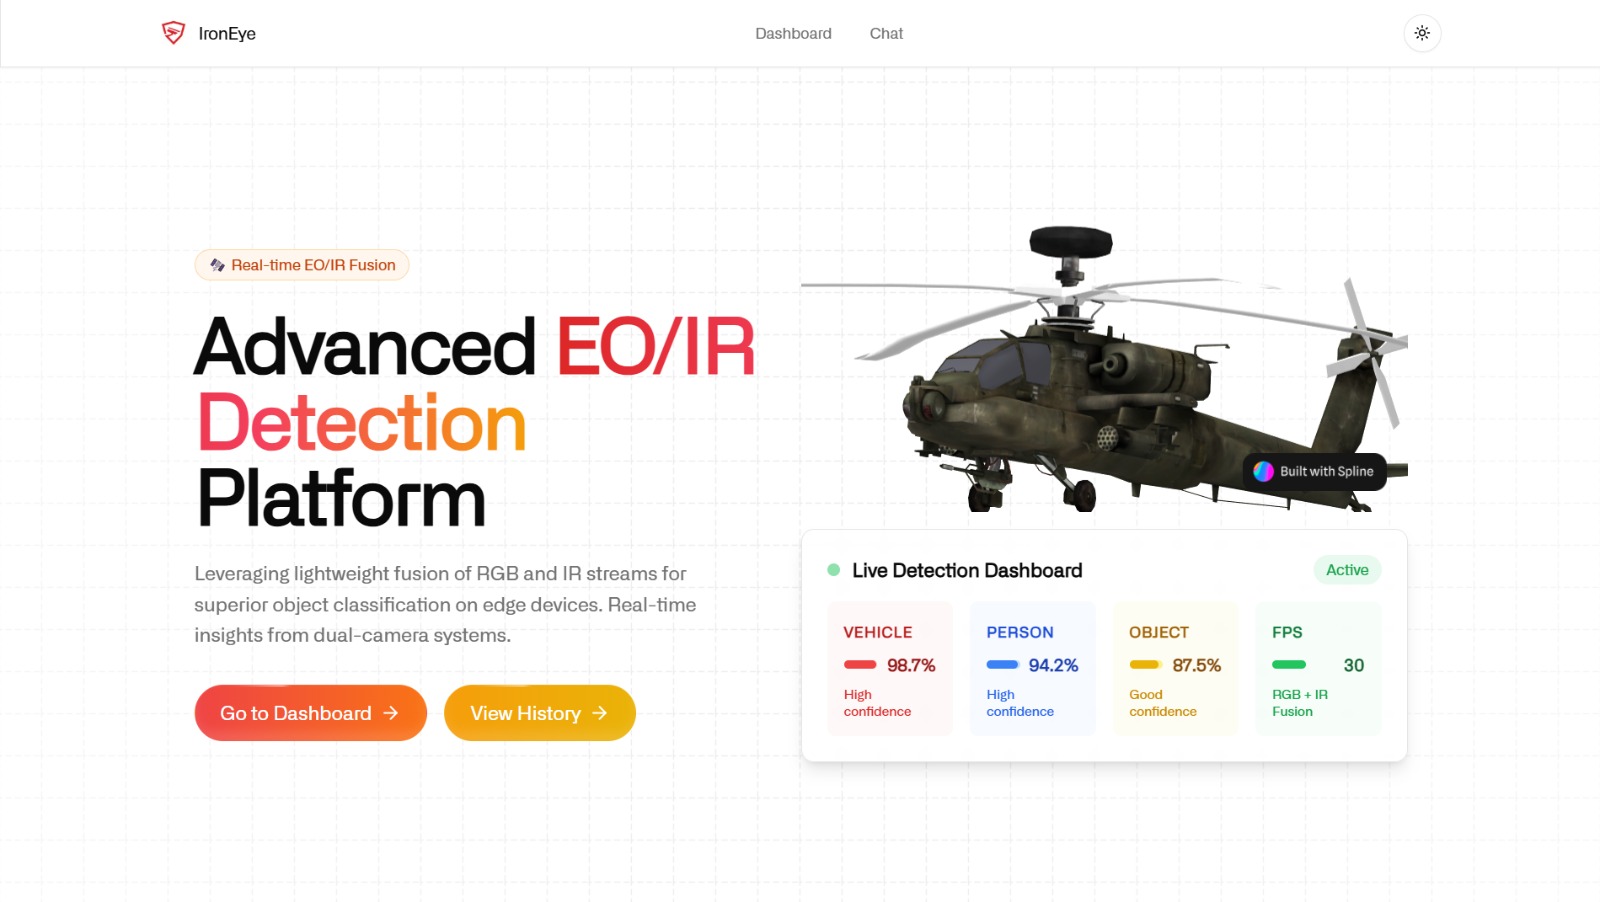 IronEye
Dashboard
Chat
Real-time EO/IR Fusion
Advanced EO/IR
Detection
Platform
Leveraging lightweight fusion of RGB and IR streams for
superior object classification on edge devices. Real-time
insights from dual-camera systems.
Go to Dashboard
View History
Built with Spline
Live Detection Dashboard
Active
VEHICLE
98.7%
High
confidence
PERSON
94.2%
High
confidence
OBJECT
87.5%
Good
confidence
FPS
30
RGB + IR
Fusion